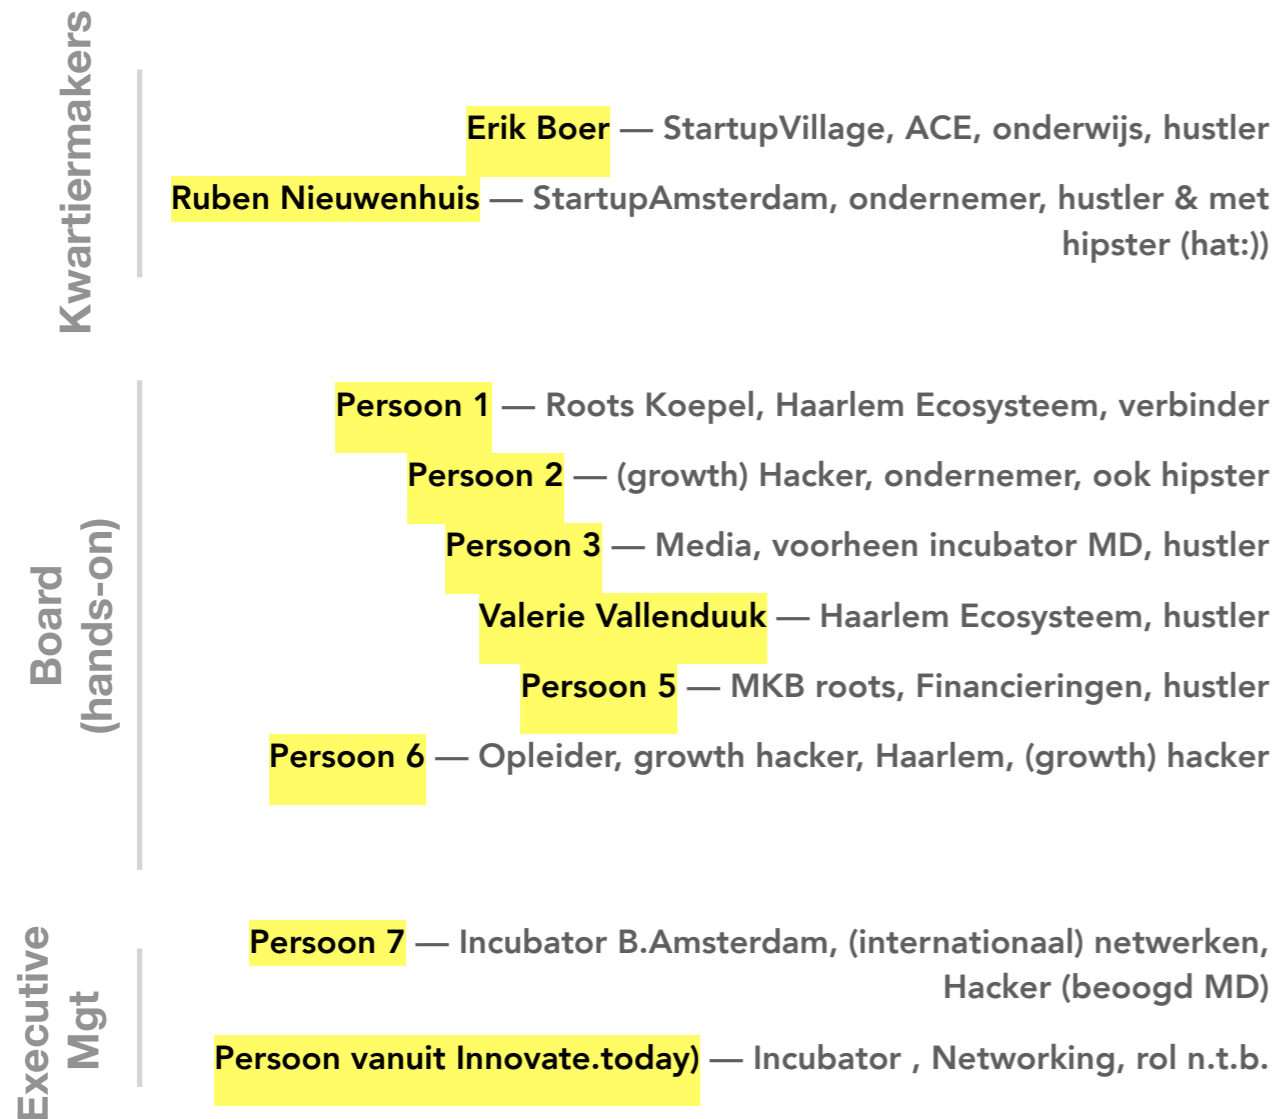 Kwartiermakers
Erik Boer — StartupVillage, ACE, onderwijs, hustler
Ruben Nieuwenhuis — StartupAmsterdam, ondernemer, hustler & met
hipster (hat:))
Board
(hands-on)
Persoon 1 — Roots Koepel, Haarlem Ecosysteem, verbinder
Persoon 2 — (growth) Hacker, ondernemer, ook hipster
Persoon 3 — Media, voorheen incubator MD, hustler
Valerie Vallenduuk — Haarlem Ecosysteem, hustler
Persoon 5 — MKB roots, Financieringen, hustler
Persoon 6 — Opleider, growth hacker, Haarlem, (growth) hacker
Executive
Mgt
Persoon 7 — Incubator B.Amsterdam, (internationaal) netwerken,
Hacker (beoogd MD)
Persoon vanuit Innovate.today) — Incubator , Networking, rol n.t.b.